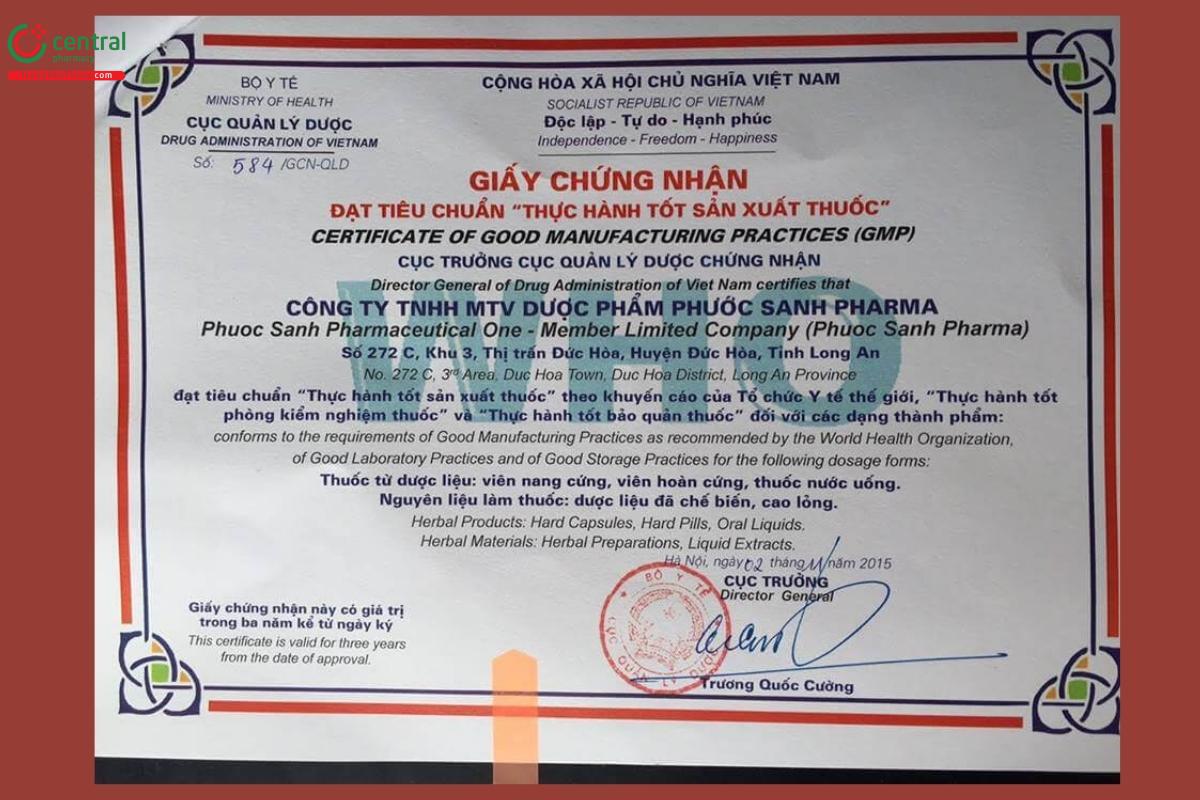 central
pharmacy
com
BỘ Y TẾ
MINISTRY OF HEALTH
CỤC QUẢN LÝ DƯỢC
DRUG ADMINISTRATION OF VIETNAM
Số: 584 /GCN-QLD
CỘNG HÒA XÃ HỘI CHỦ NGHĨA VIỆT NAM
SOCIALIST REPUBLIC OF VIETNAM
Độc lập - Tự do - Hạnh phúc
Independence - Freedom - Happiness
GIẤY CHỨNG NHẬN
ĐẠT TIÊU CHUẨN “THỰC HÀNH TỐT SẢN XUẤT THUỐC”
CERTIFICATE OF GOOD MANUFACTURING PRACTICES (GMP)
CỤC TRƯỞNG CỤC QUẢN LÝ DƯỢC CHỨNG NHẬN
Director General of Drug Administration of Viet Nam certifies that
WHO
CÔNG TY TNHH MTV DƯỢC PHẨM PHƯỚC SANH PHARMA
Phuoc Sanh Pharmaceutical One - Member Limited Company (Phuoc Sanh Pharma)
Số 272 C, Khu 3, Thị trấn Đức Hòa, Huyện Đức Hòa, Tỉnh Long An
No. 272 C, 3rd Area, Duc Hoa Town, Duc Hoa District, Long An Province
đạt tiêu chuẩn “Thực hành tốt sản xuất thuốc” theo khuyến cáo của Tổ chức Y tế thế giới, “Thực hành tốt
phòng kiểm nghiệm thuốc” và “Thực hành tốt bảo quản thuốc” đối với các dạng thành phẩm:
conforms to the requirements of Good Manufacturing Practices as recommended by the World Health Organization,
of Good Laboratory Practices and of Good Storage Practices for the following dosage forms:
Thuốc từ dược liệu: viên nang cứng, viên hoàn cứng, thuốc nước uống.
Nguyên liệu làm thuốc: dược liệu đã chế biến, cao lỏng.
Herbal Products: Hard Capsules, Hard Pills, Oral Liquids.
Herbal Materials: Herbal Preparations, Liquid Extracts.
Hà Nội, ngày 02 tháng 11 năm 2015
CỤC TRƯỞNG
Director General
BỘ Y TẾ
CỤC QUẢN LÝ DƯỢC
Trương Quốc Cường
Giấy chứng nhận này có giá trị
trong ba năm kể từ ngày ký
This certificate is valid for three years
from the date of approval.